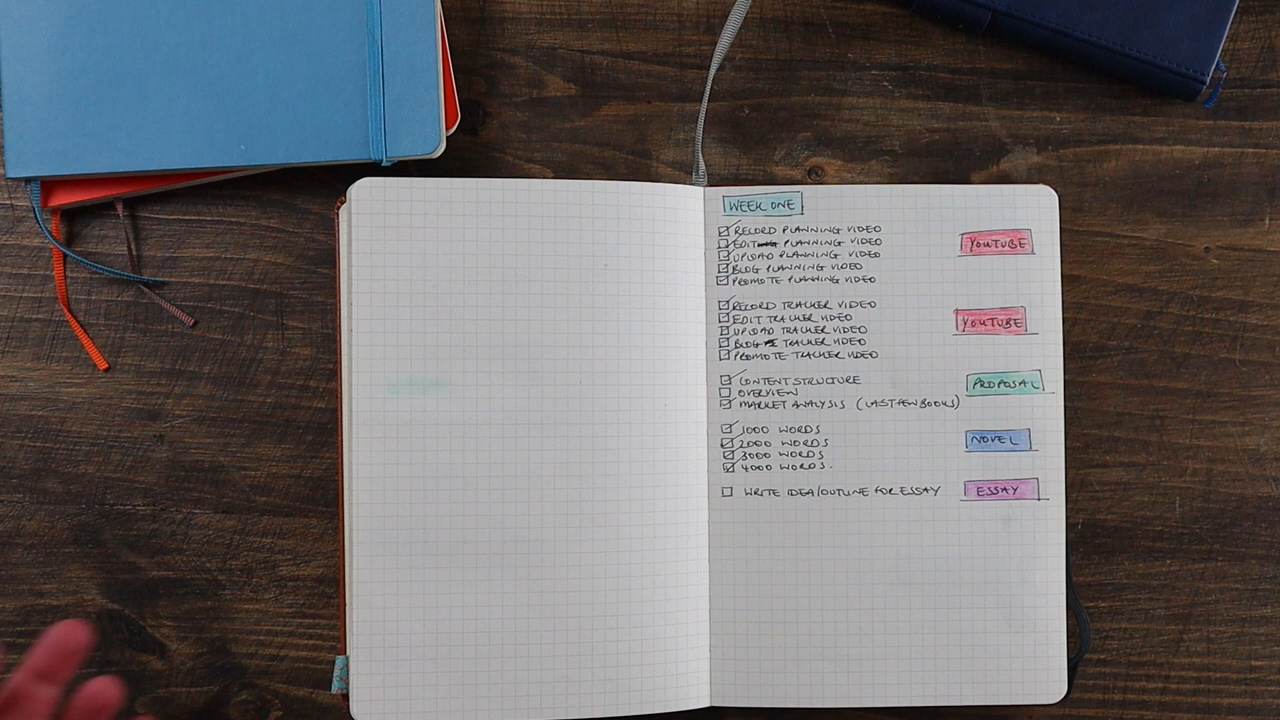 WEEK ONE
RECORD PLANNING VIDEO
EDIT PLANNING VIDEO
UPLOAD PLANNING VIDEO
BLOG PLANNING VIDEO
PROMOTE PLANNING VIDEO
YOUTUBE
RECORD TRACKER VIDEO
EDIT TRACKER VIDEO
UPLOAD TRACKER VIDEO
BLOG TRACKER VIDEO
PROMOTE TRACKER VIDEO
YOUTUBE
CONTENT STRUCTURE
OVERVIEW
MARKET ANALYSIS (LAST FEW BOOKS)
PROPOSAL
1000 WORDS
2000 WORDS
3000 WORDS
4000 WORDS.
NOVEL
WRITE IDEA/OUTLINE FOR ESSAY
ESSAY